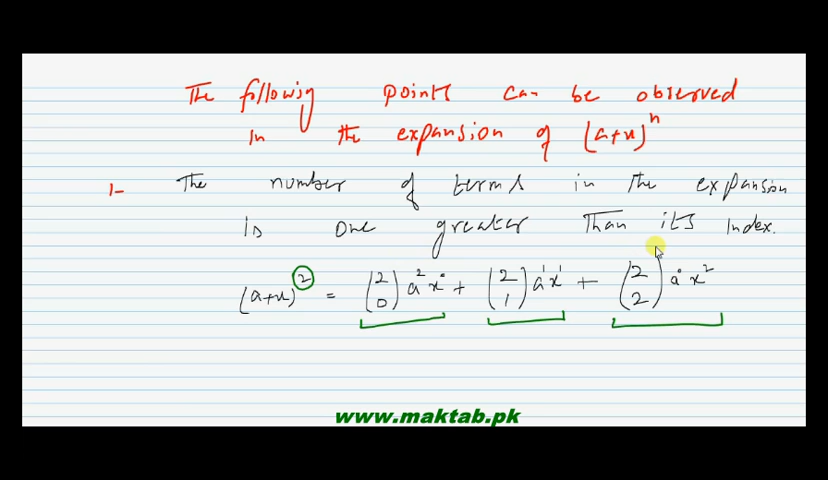 The following points can be observed
in the expansion of (a+x)^n
1- The number of terms in the expansion
is one greater than its index.
(a+x)^2 = (2 0) a^2 x^0 + (2 1) a^1 x^1 + (2 2) a^0 x^2
www.maktab.pk